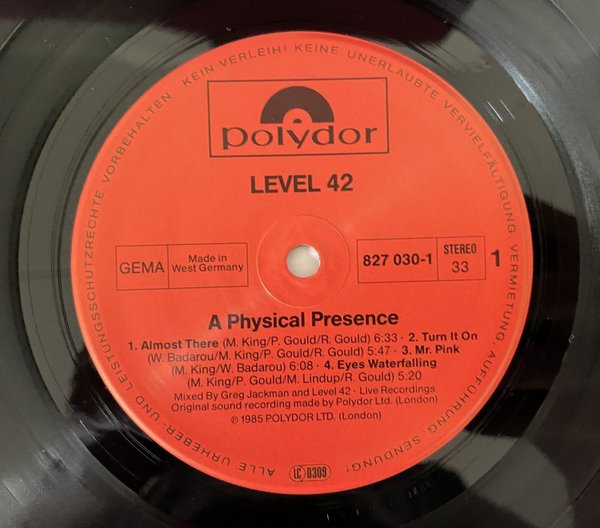 ALLE URHEBER- UND LEISTUNGSSCHUTZRECHTE VORBEHALTEN · KEIN VERLEIH! KEINE UNERLAUBTE VERVIELFÄLTIGUNG, VERMIETUNG, AUFFÜHRUNG, SENDUNG!
polydor
LEVEL 42
GEMA
Made in
West Germany
827 030-1
STEREO
33
1
A Physical Presence
1. Almost There (M. King/P. Gould/R. Gould) 6:33 · 2. Turn It On
(W. Badarou/M. King/P. Gould/R. Gould) 5:47 · 3. Mr. Pink
(M. King/W. Badarou) 6:08 · 4. Eyes Waterfalling
(M. King/P. Gould/M. Lindup/R. Gould) 5:20
Mixed By Greg Jackman and Level 42 · Live Recordings
Original sound recording made by Polydor Ltd. (London)
℗ 1985 POLYDOR LTD. (London)
LC 0309